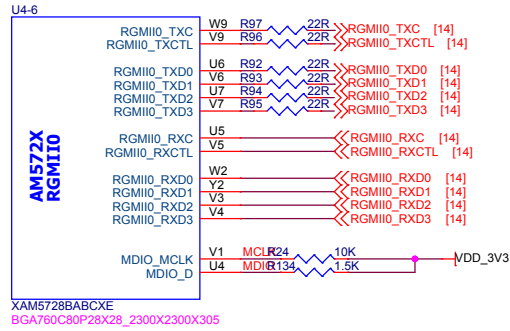 U4-6
AM572X
RGMII0
RGMII0_TXC W9 R97 22R RGMII0_TXC [14]
RGMII0_TXCTL V9 R96 22R RGMII0_TXCTL [14]
RGMII0_TXD0 U6 R92 22R RGMII0_TXD0 [14]
RGMII0_TXD1 V6 R93 22R RGMII0_TXD1 [14]
RGMII0_TXD2 U7 R94 22R RGMII0_TXD2 [14]
RGMII0_TXD3 V7 R95 22R RGMII0_TXD3 [14]
RGMII0_RXC U5 RGMII0_RXC [14]
RGMII0_RXCTL V5 RGMII0_RXCTL [14]
RGMII0_RXD0 W2 RGMII0_RXD0 [14]
RGMII0_RXD1 Y2 RGMII0_RXD1 [14]
RGMII0_RXD2 V3 RGMII0_RXD2 [14]
RGMII0_RXD3 V4 RGMII0_RXD3 [14]
MDIO_MCLK V1 MCLK R24 10K VDD_3V3
MDIO_D U4 MDIO R134 1.5K
XAM5728BABCXE
BGA760C80P28X28_2300X2300X305